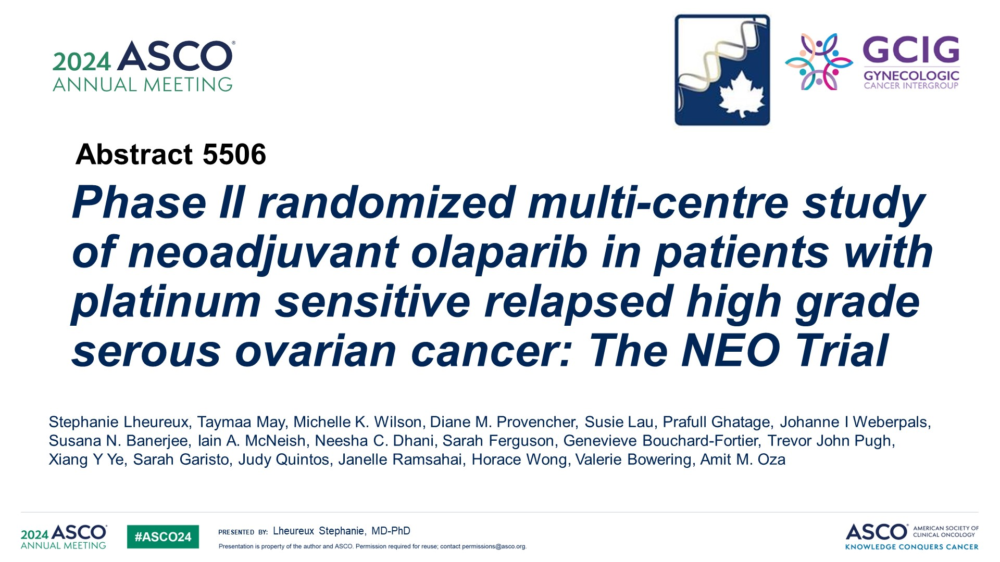 2024 ASCO®
ANNUAL MEETING
GCIG
GYNECOLOGIC
CANCER INTERGROUP
Abstract 5506
Phase II randomized multi-centre study
of neoadjuvant olaparib in patients with
platinum sensitive relapsed high grade
serous ovarian cancer: The NEO Trial
Stephanie Lheureux, Taymaa May, Michelle K. Wilson, Diane M. Provencher, Susie Lau, Prafull Ghatage, Johanne I Weberpals,
Susana N. Banerjee, Iain A. McNeish, Neesha C. Dhani, Sarah Ferguson, Genevieve Bouchard-Fortier, Trevor John Pugh,
Xiang Y Ye, Sarah Garisto, Judy Quintos, Janelle Ramsahai, Horace Wong, Valerie Bowering, Amit M. Oza
2024 ASCO®
ANNUAL MEETING
#ASCO24
PRESENTED BY: Lheureux Stephanie, MD-PhD
Presentation is property of the author and ASCO. Permission required for reuse; contact permissions@asco.org.
ASCO® AMERICAN SOCIETY OF
CLINICAL ONCOLOGY
KNOWLEDGE CONQUERS CANCER